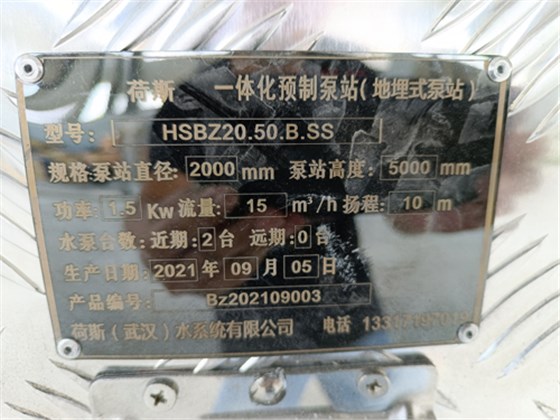 荷斯 一体化预制泵站(地埋式泵站)
型号: HSBZ20.50.B.SS
规格泵站直径: 2000 mm 泵站高度: 5000 mm
功率: 1.5 Kw 流量: 15 m³/h 扬程: 10 m
水泵台数: 近期: 2 台 远期: 0 台
生产日期: 2021 年 09 月 05 日
产品编号: Bz202109003
荷斯(武汉)水系统有限公司 电话